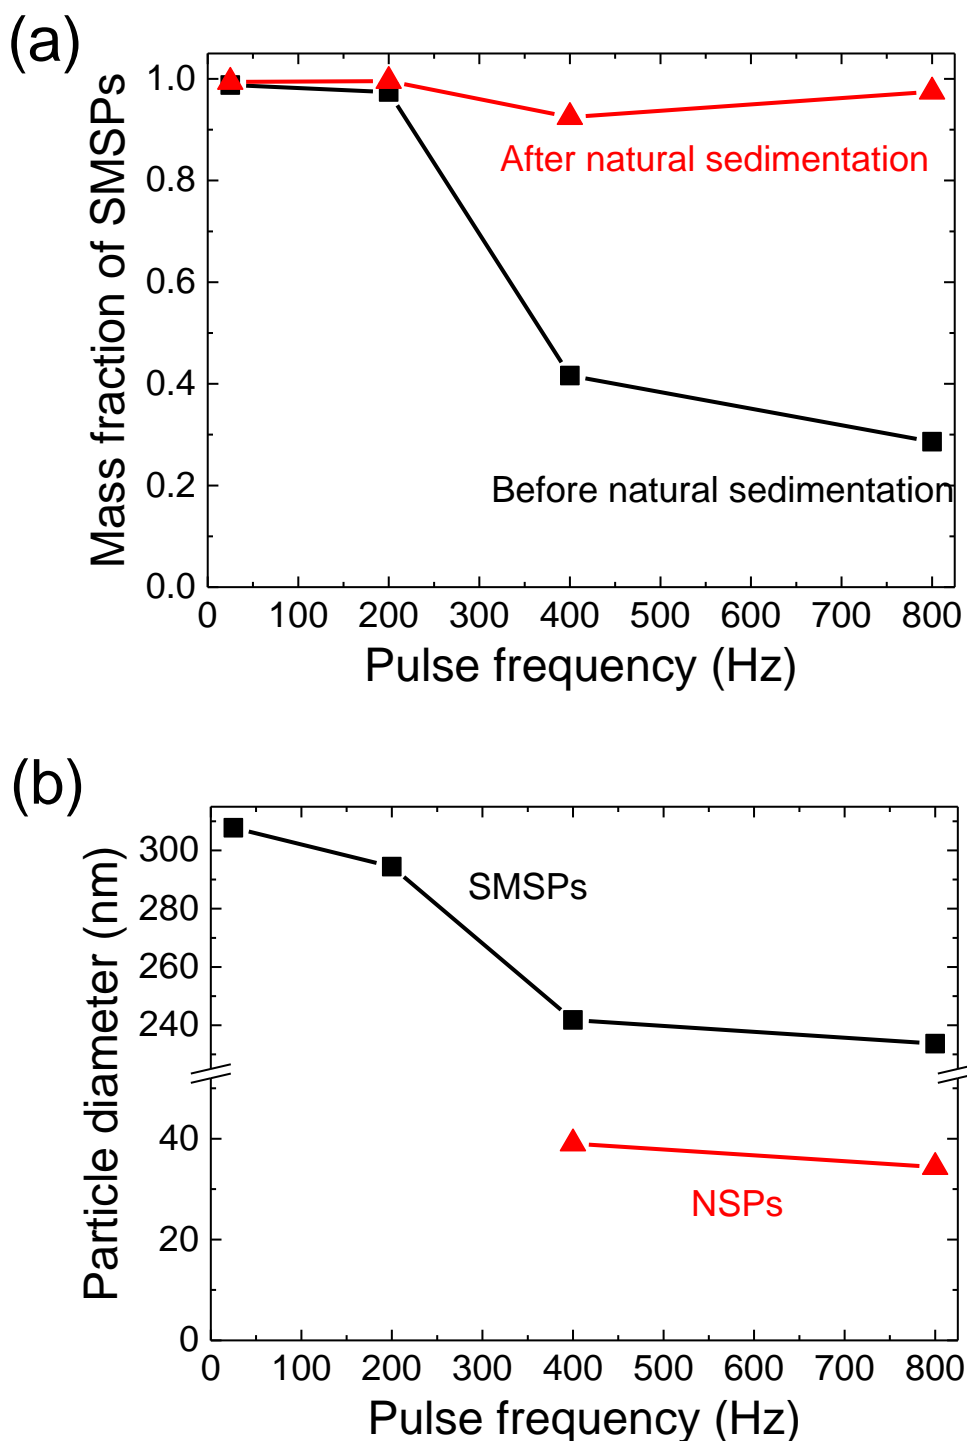 (a)
Mass fraction of SMSPs
1.0
0.8
0.6
0.4
0.2
0.0
After natural sedimentation
Before natural sedimentation
0 100 200 300 400 500 600 700 800
Pulse frequency (Hz)
(b)
Particle diameter (nm)
300
280
260
240
40
20
0
SMSPs
NSPs
0 100 200 300 400 500 600 700 800
Pulse frequency (Hz)